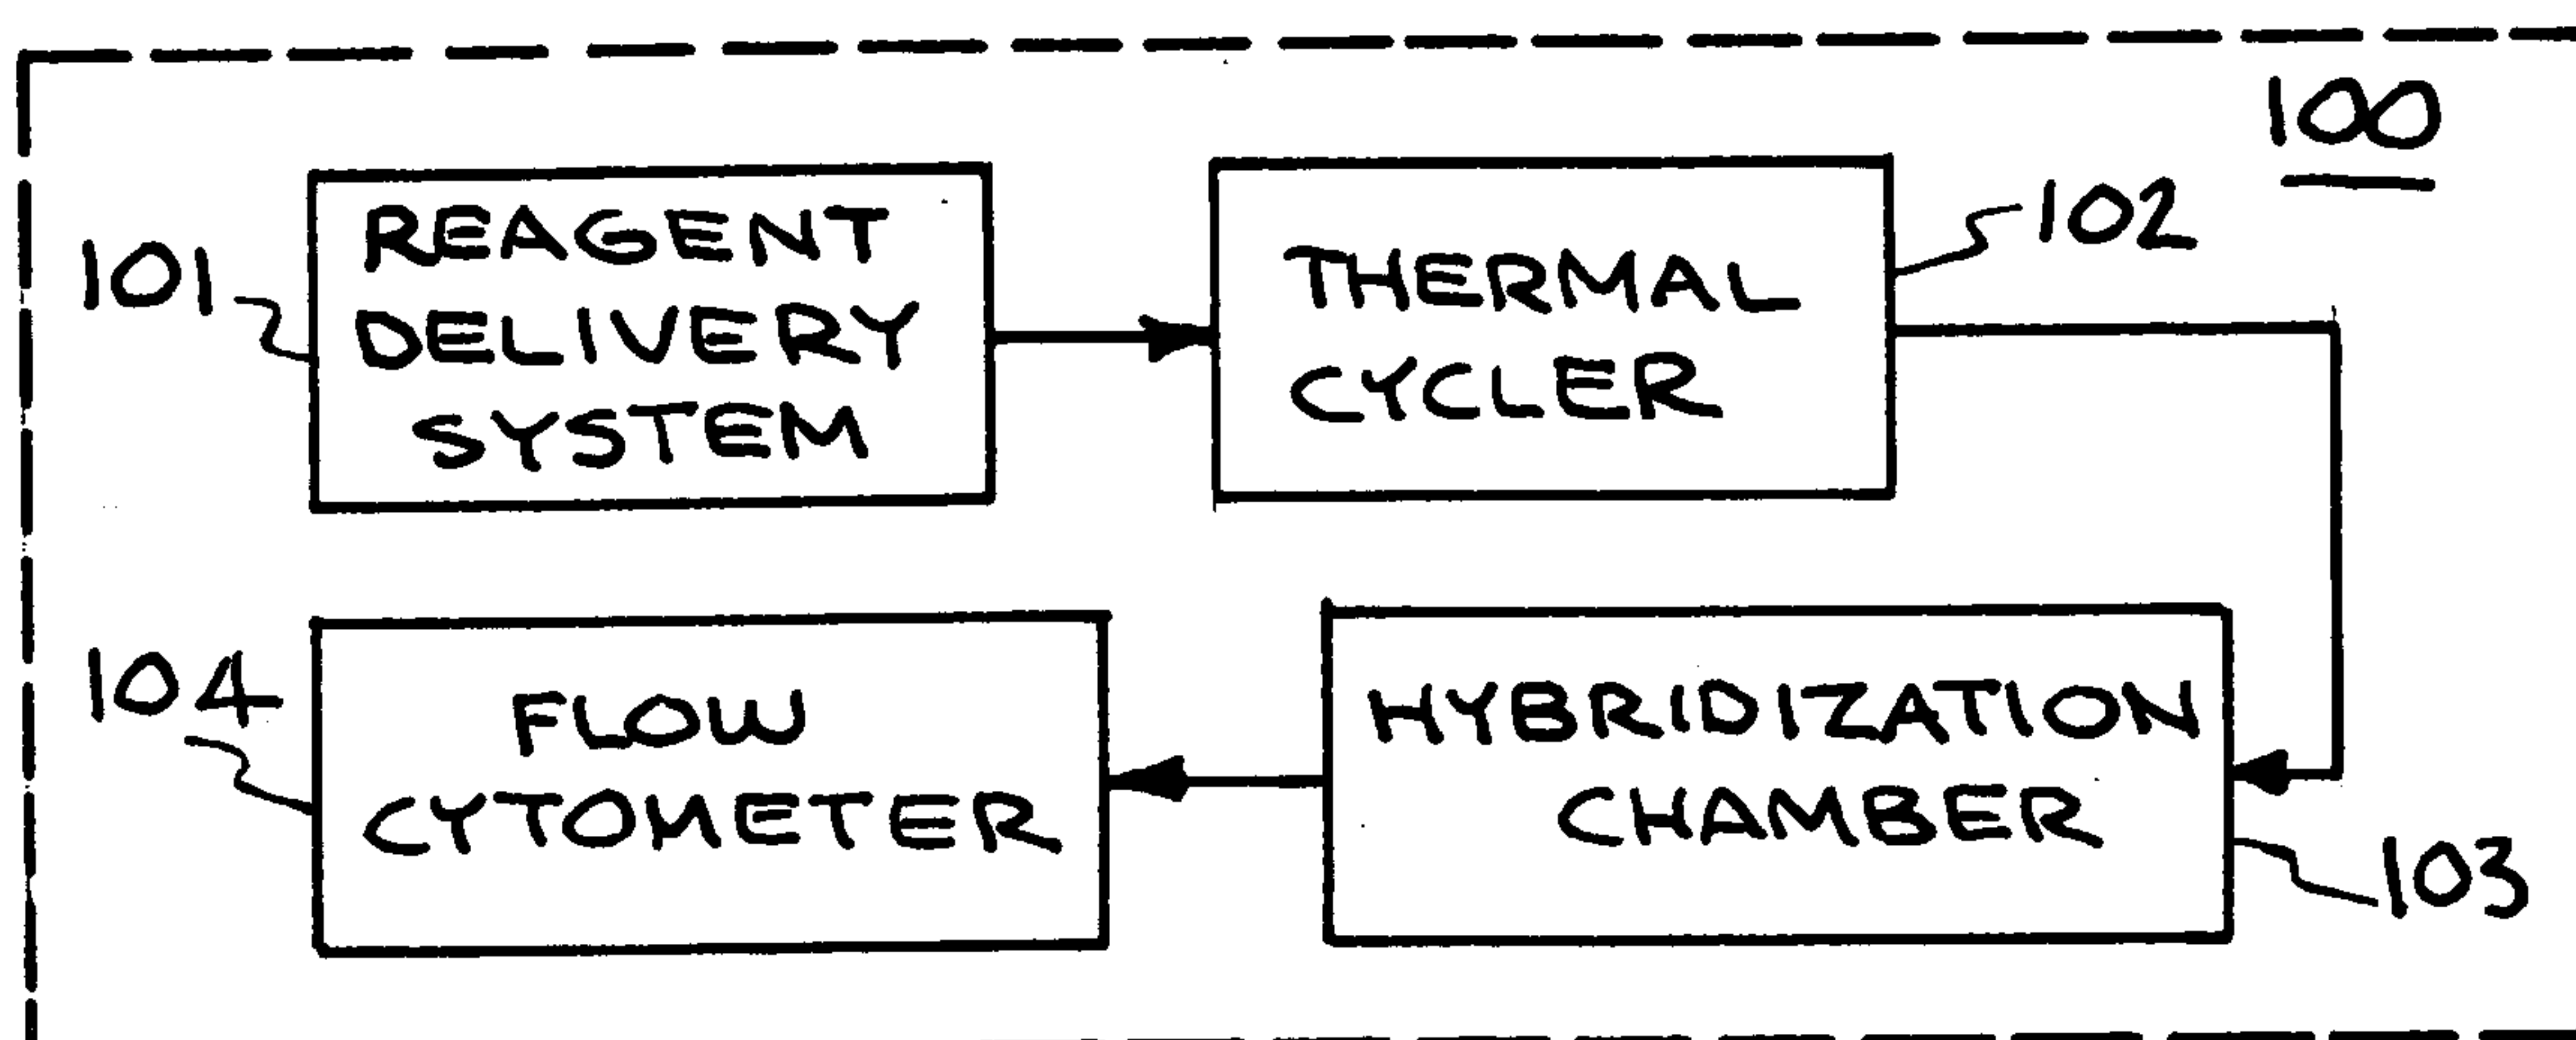 100
101
REAGENT
DELIVERY
SYSTEM
THERMAL
CYCLER
102
104
FLOW
CYTOMETER
HYBRIDIZATION
CHAMBER
103